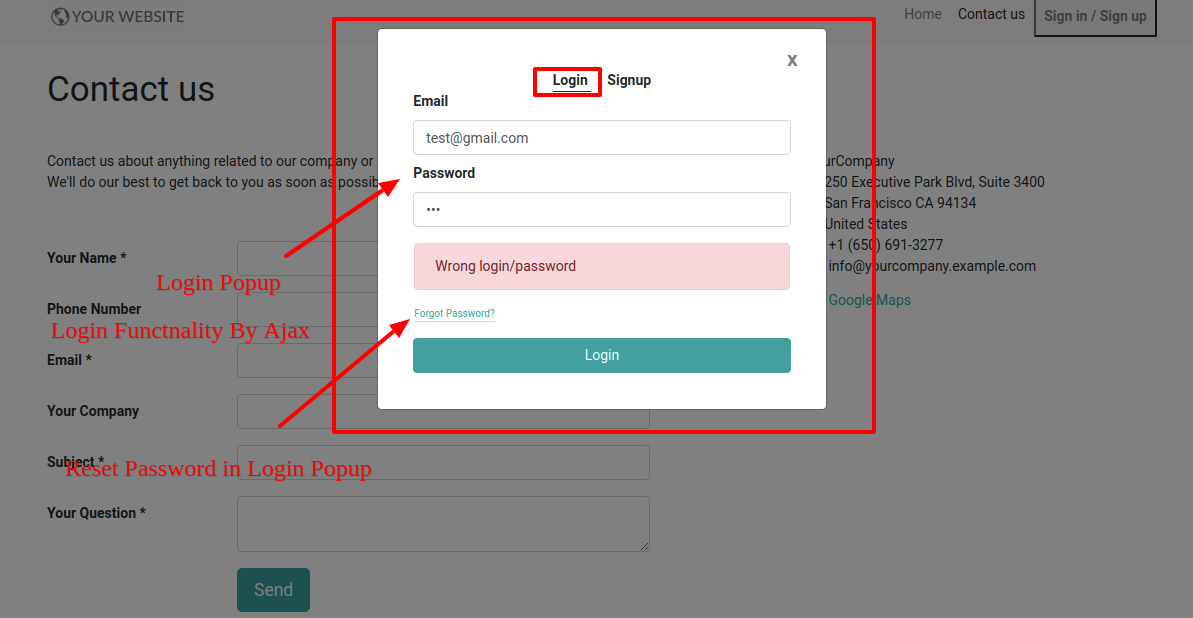 YOUR WEBSITE
Home Contact us Sign in / Sign up
X
Login Signup
Email
test@gmail.com
Password
•••
Wrong login/password
Forgot Password?
Login
Contact us
Contact us about anything related to our company or
We'll do our best to get back to you as soon as possib
Your Name *
Phone Number
Email *
Your Company
Subject *
Your Question *
Send
urCompany
250 Executive Park Blvd, Suite 3400
San Francisco CA 94134
United States
+1 (650) 691-3277
info@yourcompany.example.com
Google Maps
Login Popup
Login Functnality By Ajax
Reset Password in Login Popup